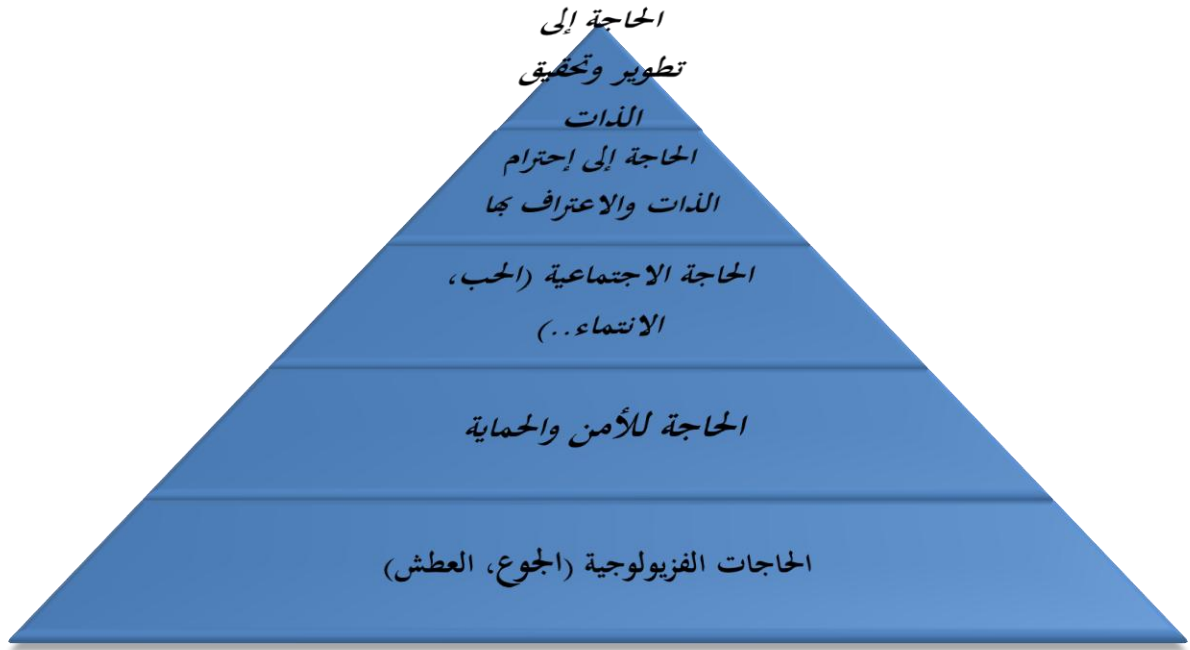 الحاجة إلى
تطوير وتحقيق
الذات
الحاجة إلى إحترام
الذات والاعتراف بها
الحاجة الاجتماعية (الحب،
الانتماء..)
الحاجة للأمن والحماية
الحاجات الفزيولوجية (الجوع، العطش)